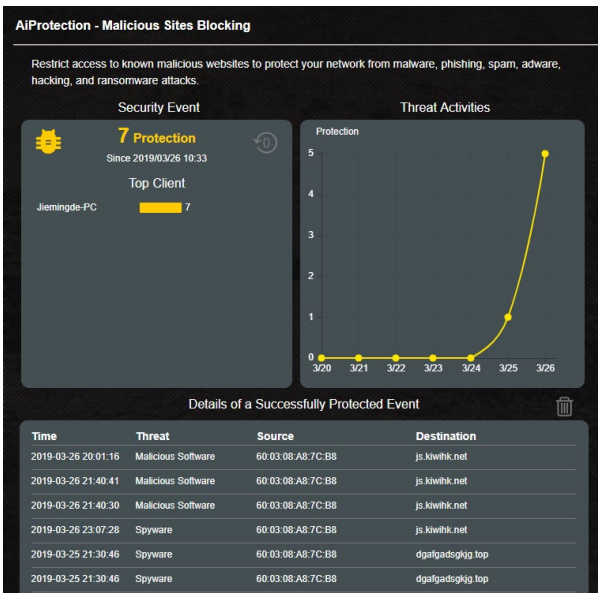 AiProtection - Malicious Sites Blocking
Restrict access to known malicious websites to protect your network from malware, phishing, spam, adware,
hacking, and ransomware attacks.
Security Event
7 Protection
0
Since 2019/03/26 10:33
Top Client
Jiemingde-PC 7
Threat Activities
Protection
5
4
3
2
1
0
3/20 3/21 3/22 3/23 3/24 3/25 3/26
Details of a Successfully Protected Event
Time Threat Source Destination
2019-03-26 20:01:16 Malicious Software 60:03:08:A8:7C:B8 js.kiwihk.net
2019-03-26 21:40:41 Malicious Software 60:03:08:A8:7C:B8 js.kiwihk.net
2019-03-26 21:40:30 Malicious Software 60:03:08:A8:7C:B8 js.kiwihk.net
2019-03-26 23:07:28 Spyware 60:03:08:A8:7C:B8 js.kiwihk.net
2019-03-25 21:30:46 Spyware 60:03:08:A8:7C:B8 dgafgadsgkjg.top
2019-03-25 21:30:46 Spyware 60:03:08:A8:7C:B8 dgafgadsgkjg.top